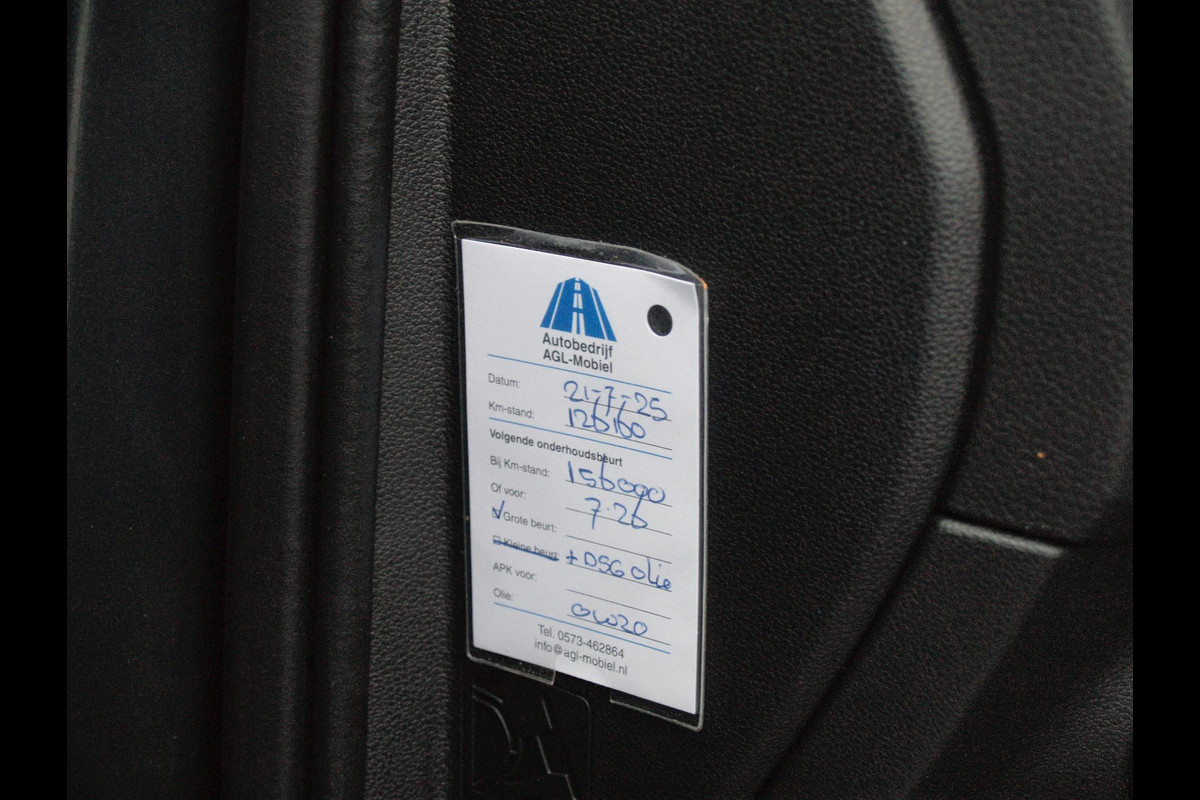 Autobedrijf
AGL-Mobiel
Datum: 21-7-25
Km-stand: 126160
Volgende onderhoudsbeurt
Bij Km-stand: 156000
Of voor: 7-26
Grote beurt:
Kleine beurt: + DSG olie
APK voor:
Olie: 0W20
Tel. 0573-462864
info@agl-mobiel.nl